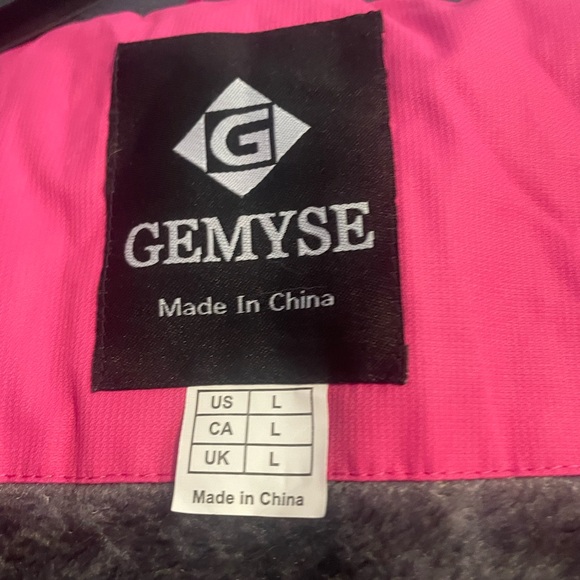 G
GEMYSE
Made In China
US L
CA L
UK L
Made in China